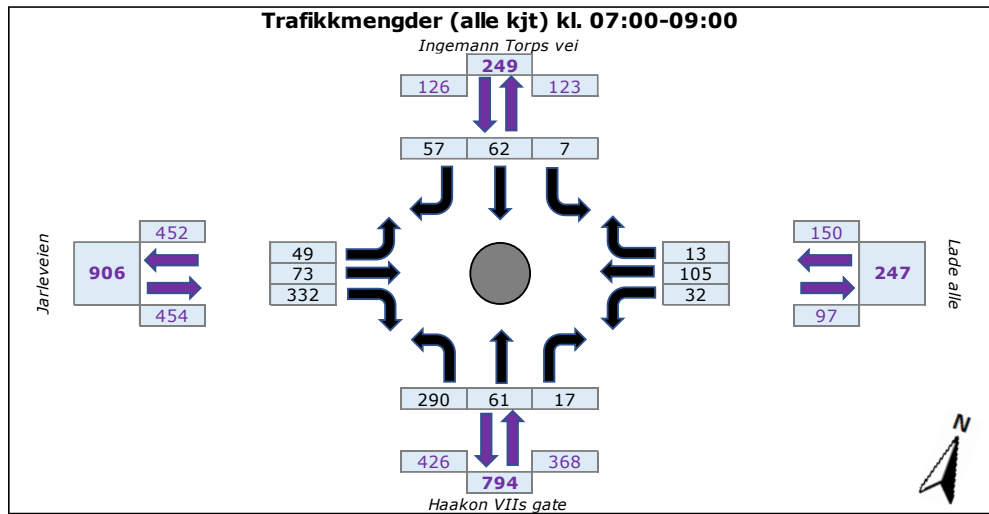 Trafikkmengder (alle kjt) kl. 07:00-09:00
Ingemann Torps vei
249
126 123
57 62 7
Jarleveien
452
906
454
49
73
332
13
105
32
150
247
97
Lade alle
290 61 17
426 368
794
Haakon VIIs gate
N